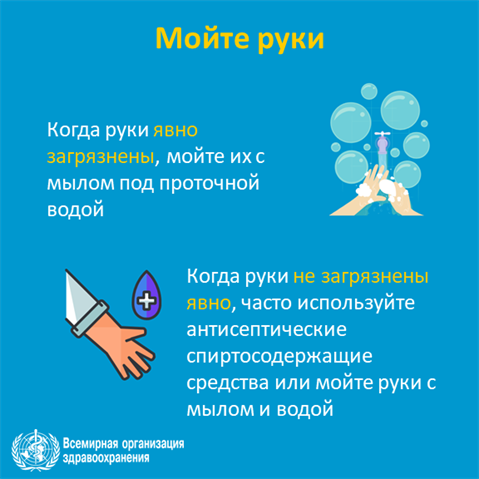 Мойте руки
Когда руки явно
загрязнены, мойте их с
мылом под проточной
водой
Когда руки не загрязнены
явно, часто используйте
антисептические
спиртосодержащие
средства или мойте руки с
мылом и водой
Всемирная организация
здравоохранения